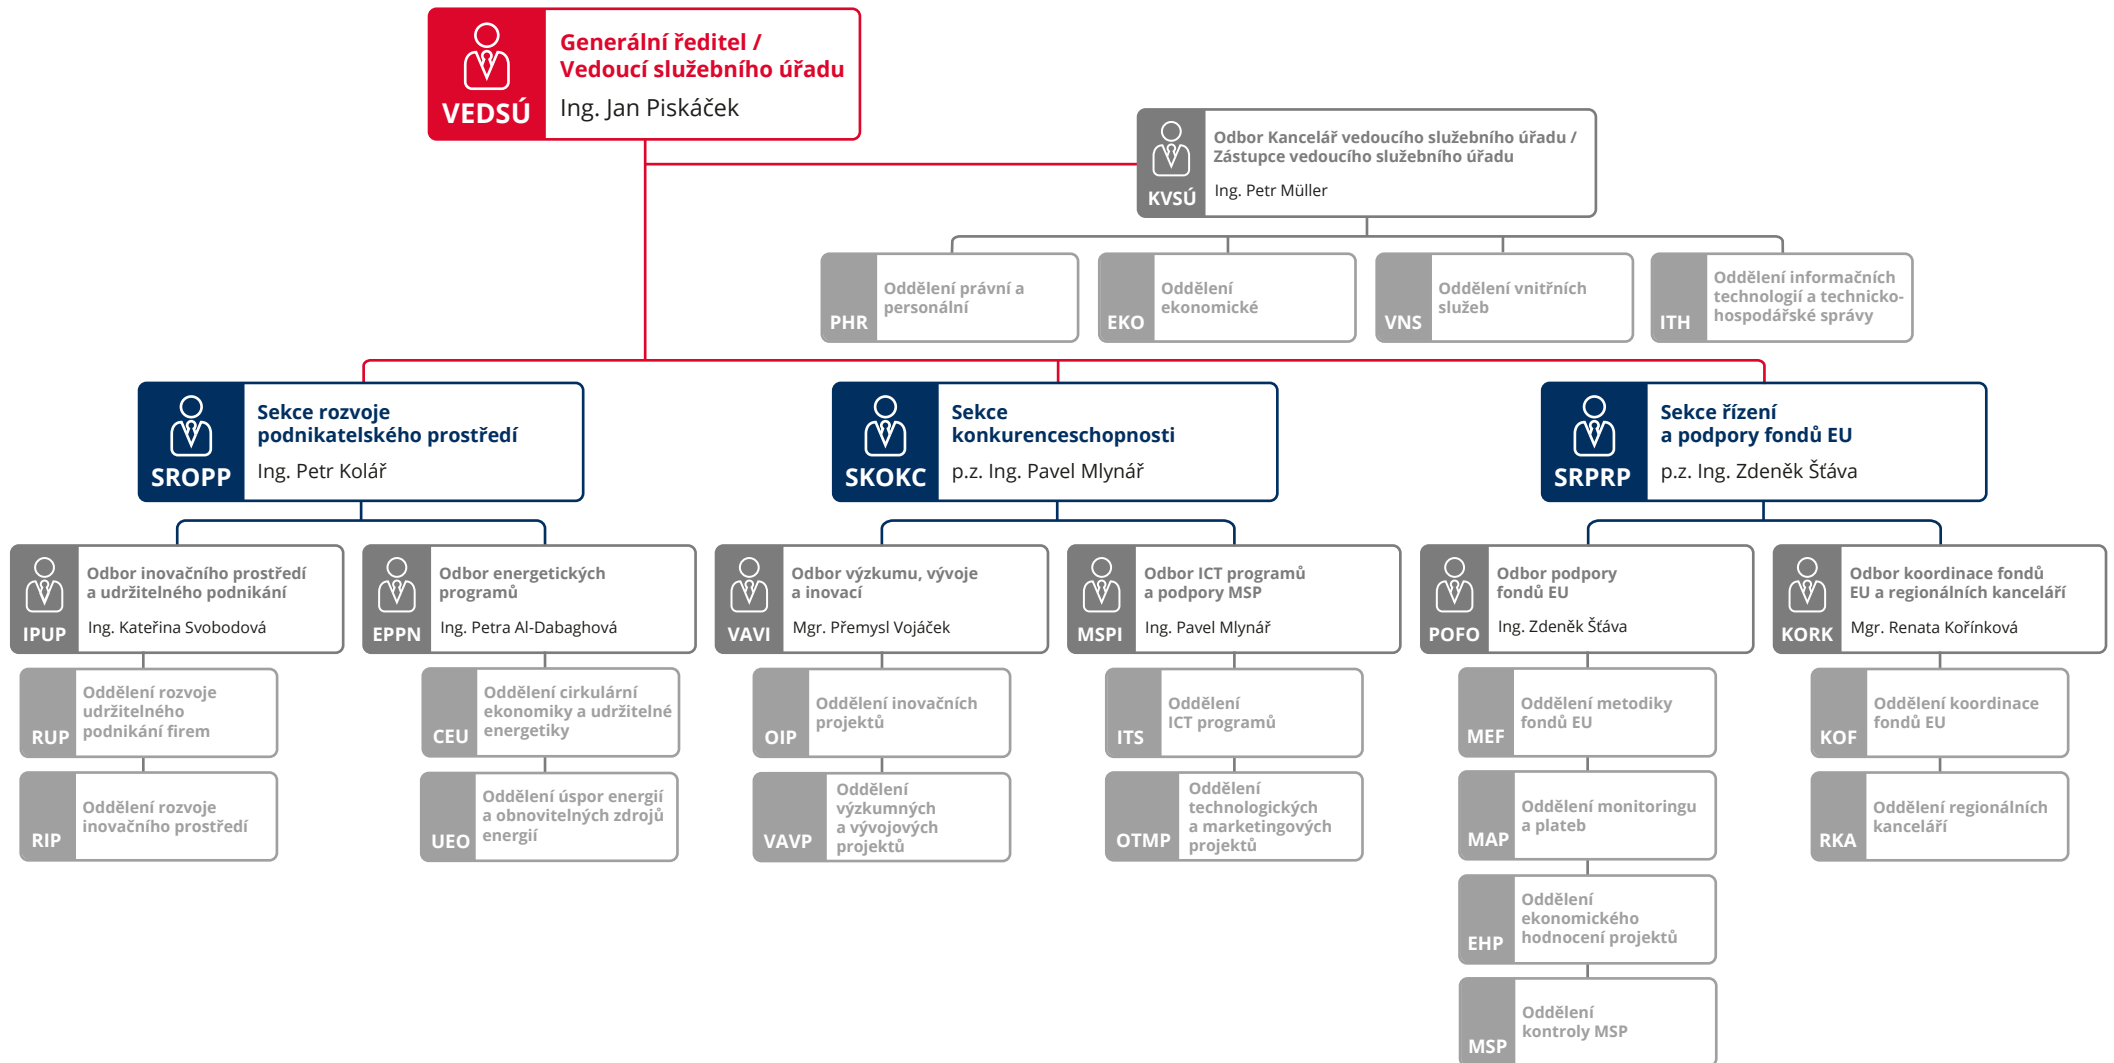 Generální ředitel /
Vedoucí služebního úřadu
Ing. Jan Piskáček
VEDSÚ
Odbor Kancelář vedoucího služebního úřadu /
Zástupce vedoucího služebního úřadu
Ing. Petr Müller
KVSÚ
Oddělení právní a
personální
PHR
Oddělení
ekonomické
EKO
Oddělení vnitřních
služeb
VNS
Oddělení informačních
technologií a technicko-
hospodářské správy
ITH
Sekce rozvoje
podnikatelského prostředí
Ing. Petr Kolář
SROPP
Sekce
konkurenceschopnosti
p.z. Ing. Pavel Mlynář
SKOKC
Sekce řízení
a podpory fondů EU
p.z. Ing. Zdeněk Šťáva
SRPRP
Odbor inovačního prostředí
a udržitelného podnikání
Ing. Kateřina Svobodová
IPUP
Odbor energetických
programů
Ing. Petra Al-Dabaghová
EPPN
Odbor výzkumu, vývoje
a inovací
Mgr. Přemysl Vojáček
VAVI
Odbor ICT programů
a podpory MSP
Ing. Pavel Mlynář
MSPI
Odbor podpory
fondů EU
Ing. Zdeněk Šťáva
POFO
Odbor koordinace fondů
EU a regionálních kanceláří
Mgr. Renata Kořínková
KORK
Oddělení rozvoje
udržitelného
podnikání firem
RUP
Oddělení cirkulární
ekonomiky a udržitelné
energetiky
CEU
Oddělení inovačních
projektů
OIP
Oddělení
ICT programů
ITS
Oddělení metodiky
fondů EU
MEF
Oddělení koordinace
fondů EU
KOF
Oddělení rozvoje
inovačního prostředí
RIP
Oddělení úspor energií
a obnovitelných zdrojů
energií
UEO
Oddělení
výzkumných
a vývojových
projektů
VAVP
Oddělení
technologických
a marketingových
projektů
OTMP
Oddělení monitoringu
a plateb
MAP
Oddělení regionálních
kanceláří
RKA
Oddělení
ekonomického
hodnocení projektů
EHP
Oddělení
kontroly MSP
MSP